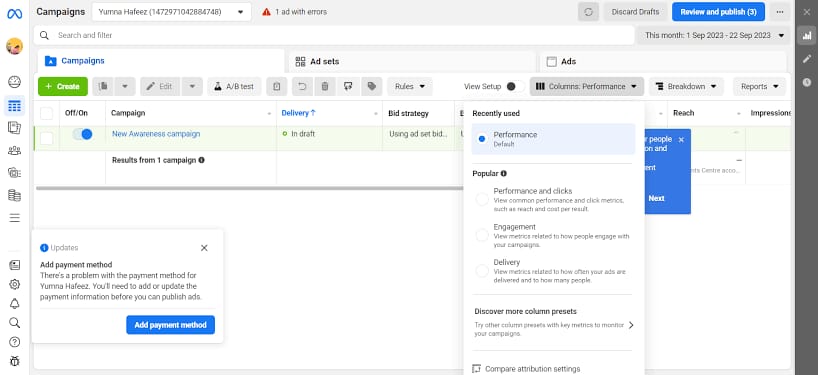 Campaigns
Yumna Hafeez (1472971042884748)
1 ad with errors
Discard Drafts
Review and publish (3)
Search and filter
This month: 1 Sep 2023 - 22 Sep 2023
Campaigns
Ad sets
Ads
+ Create
Edit
A/B test
Rules
View Setup
Columns: Performance
Breakdown
Reports
Off/On
Campaign
Delivery ↑
Bid strategy
Reach
Impressions
New Awareness campaign
In draft
Using ad set bid...
Results from 1 campaign
Recently used
Performance
Default
Popular
Performance and clicks
View common performance and click metrics,
such as reach and cost per result.
Engagement
View metrics related to how people engage with
your campaigns.
Delivery
View metrics related to how often your ads are
delivered and to how many people.
Discover more column presets
Try other column presets with key metrics to monitor
your campaigns.
Compare attribution settings
people
Next
Updates
Add payment method
There's a problem with the payment method for
Yumna Hafeez. You'll need to add or update the
payment information before you can publish ads.
Add payment method